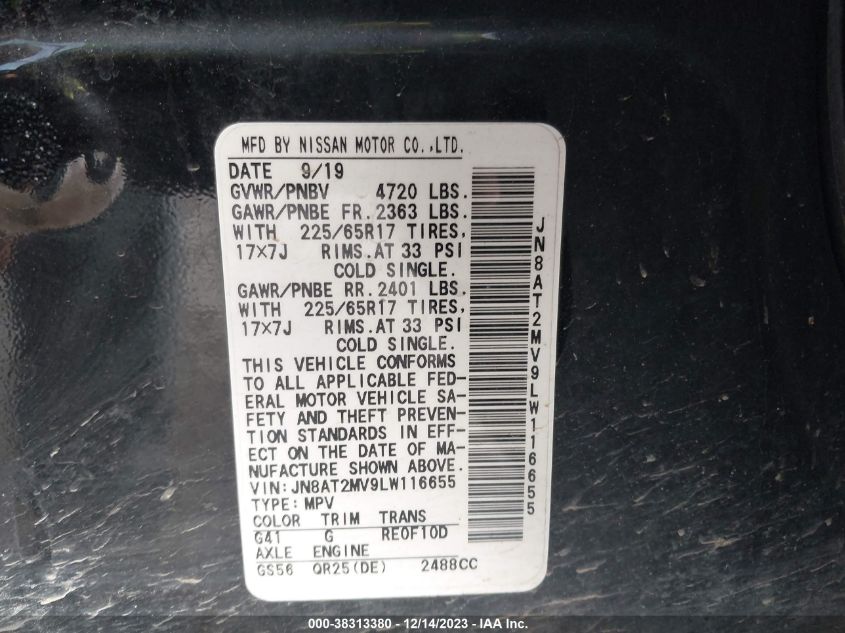 MFD BY NISSAN MOTOR CO.,LTD.
DATE 9/19
GVWR/PNBV 4720 LBS.
GAWR/PNBE FR.2363 LBS.
WITH 225/65R17 TIRES,
17×7J RIMS.AT 33 PSI
COLD SINGLE.
GAWR/PNBE RR.2401 LBS.
WITH 225/65R17 TIRES,
17×7J RIMS.AT 33 PSI
COLD SINGLE.
THIS VEHICLE CONFORMS
TO ALL APPLICABLE FED-
ERAL MOTOR VEHICLE SA-
FETY AND THEFT PREVEN-
TION STANDARDS IN EFF-
ECT ON THE DATE OF MA-
NUFACTURE SHOWN ABOVE.
VIN:JN8AT2MV9LW116655
TYPE:MPV
COLOR TRIM TRANS
G41 G RE0F10D
AXLE ENGINE
GS56 QR25(DE) 2488CC
JN8AT2MV9LW116655
000-38313380 - 12/14/2023 - IAA Inc.